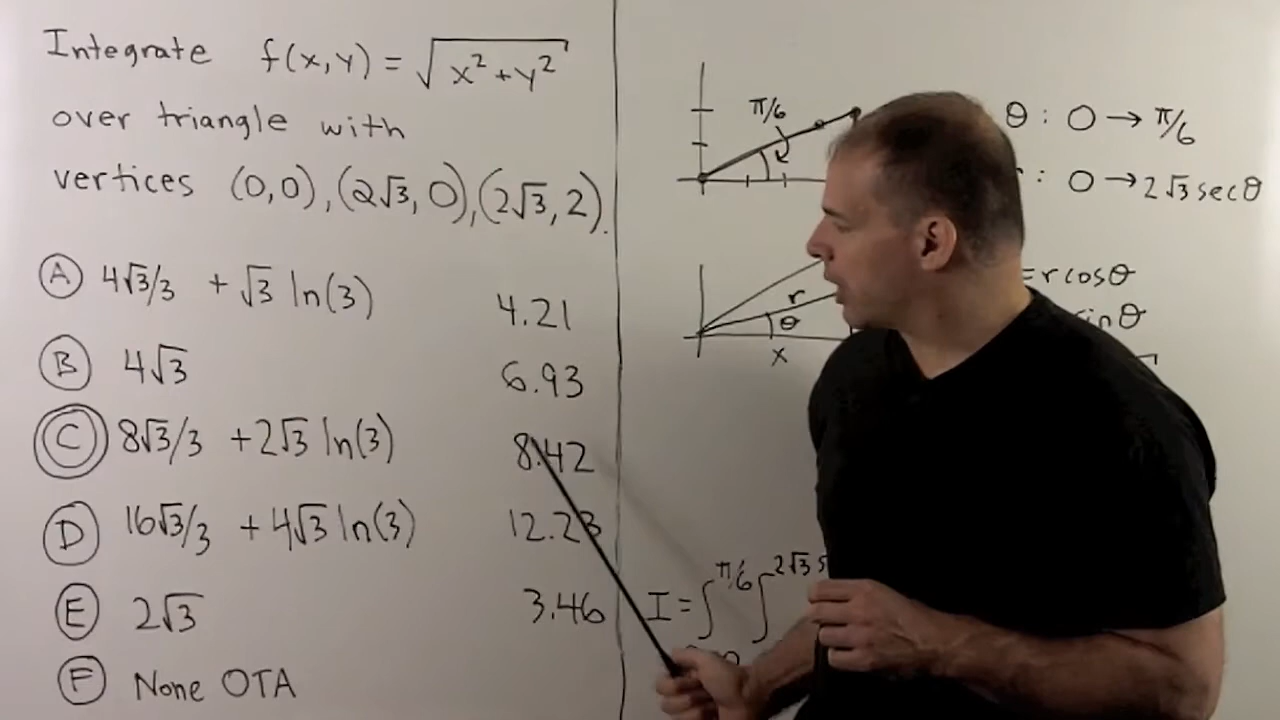 Integrate f(x,y) = √(x² + y²)
over triangle with
vertices (0,0), (2√3, 0), (2√3, 2).
A 4√3/3 + √3 ln(3) 4.21
B 4√3 6.93
C 8√3/3 + 2√3 ln(3) 8.42
D 16√3/3 + 4√3 ln(3) 12.23
E 2√3 3.46
F None OTA
π/6
θ : 0 → π/6
: 0 → 2√3 secθ
r
θ
x
= r cosθ
inθ
I = ∫ π/6 ∫ 2√3 s